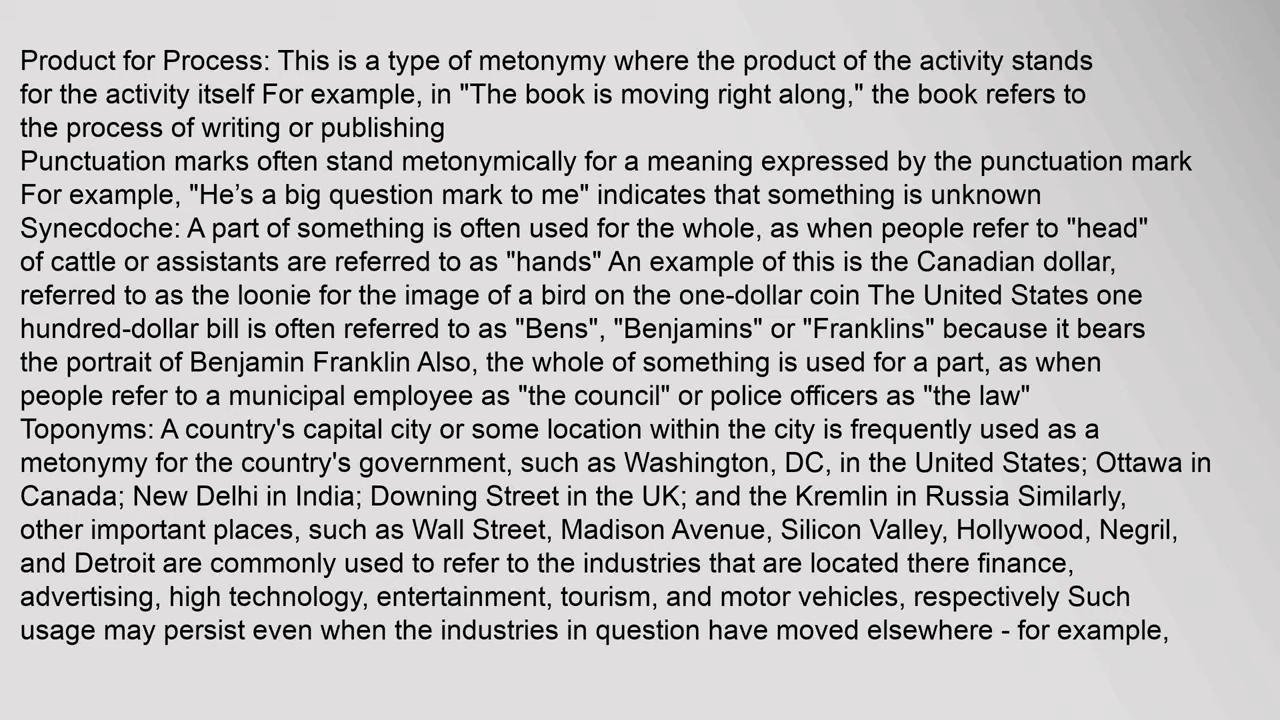 Product for Process: This is a type of metonymy where the product of the activity stands
for the activity itself For example, in "The book is moving right along," the book refers to
the process of writing or publishing
Punctuation marks often stand metonymically for a meaning expressed by the punctuation mark
For example, "He’s a big question mark to me" indicates that something is unknown
Synecdoche: A part of something is often used for the whole, as when people refer to "head"
of cattle or assistants are referred to as "hands" An example of this is the Canadian dollar,
referred to as the loonie for the image of a bird on the one-dollar coin The United States one
hundred-dollar bill is often referred to as "Bens", "Benjamins" or "Franklins" because it bears
the portrait of Benjamin Franklin Also, the whole of something is used for a part, as when
people refer to a municipal employee as "the council" or police officers as "the law"
Toponyms: A country's capital city or some location within the city is frequently used as a
metonymy for the country's government, such as Washington, DC, in the United States; Ottawa in
Canada; New Delhi in India; Downing Street in the UK; and the Kremlin in Russia Similarly,
other important places, such as Wall Street, Madison Avenue, Silicon Valley, Hollywood, Negril,
and Detroit are commonly used to refer to the industries that are located there finance,
advertising, high technology, entertainment, tourism, and motor vehicles, respectively Such
usage may persist even when the industries in question have moved elsewhere - for example,